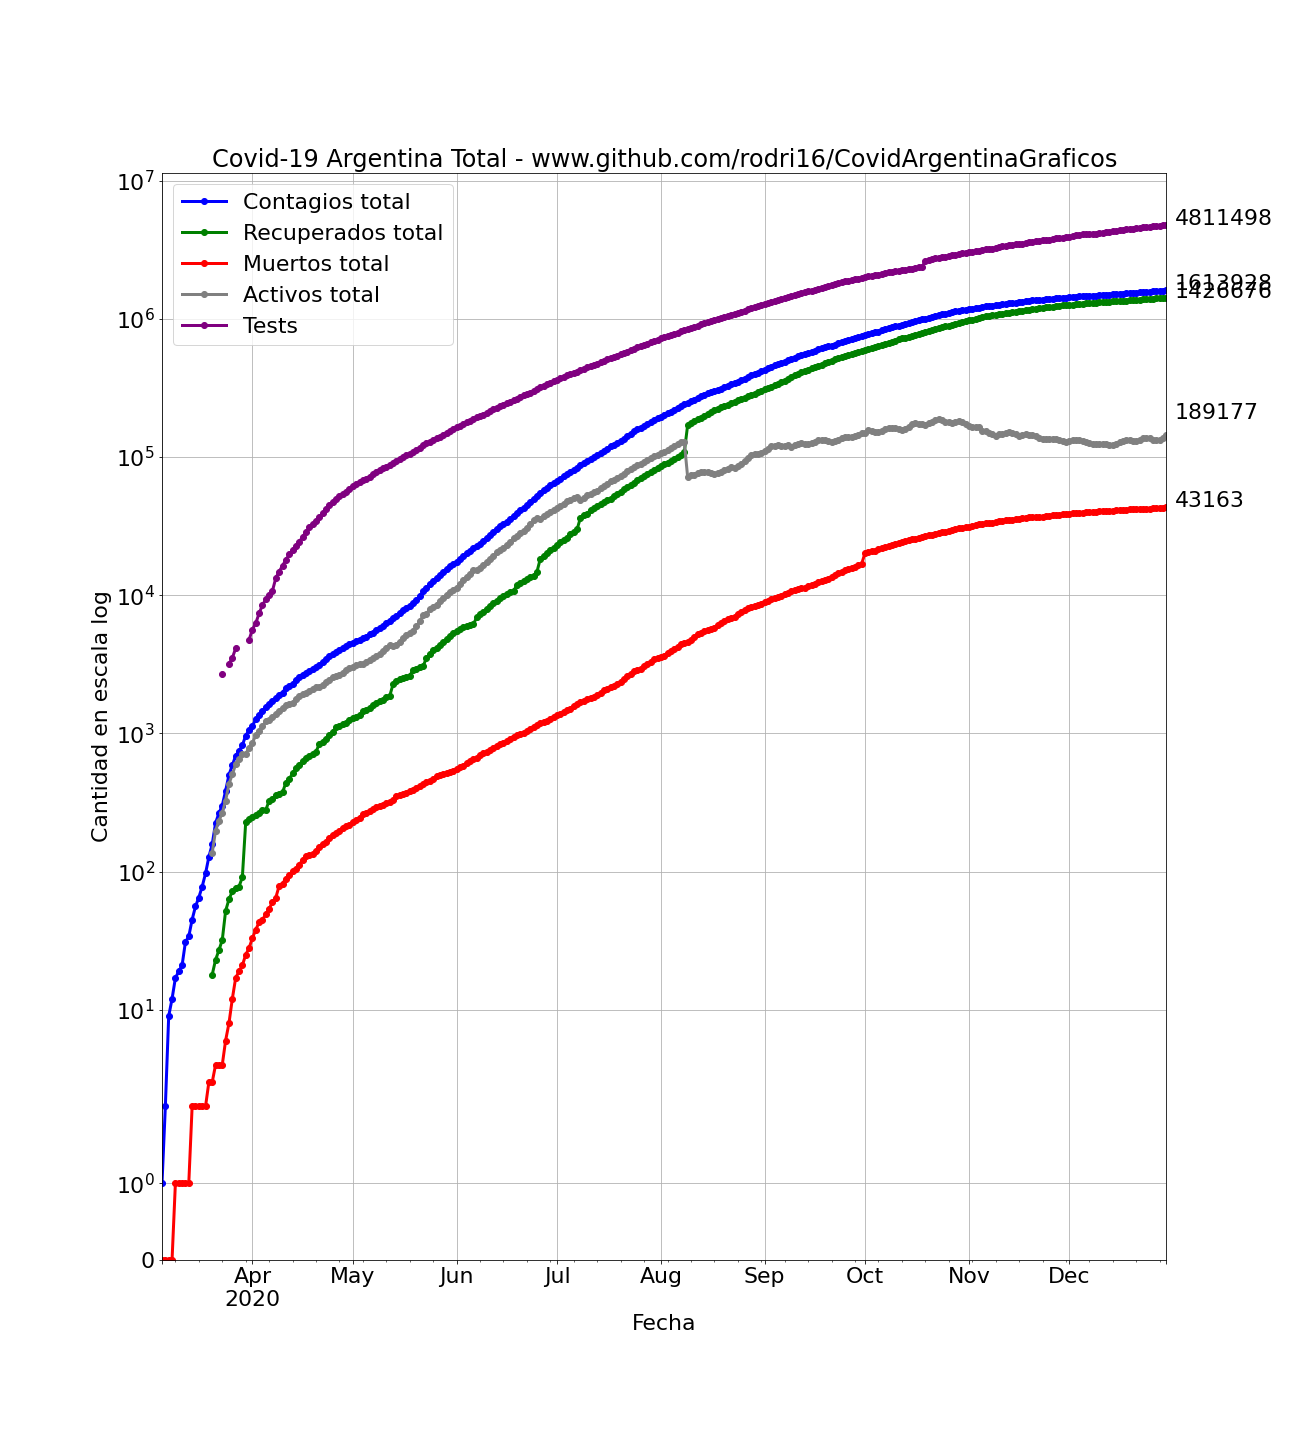 Covid-19 Argentina Total - www.github.com/rodri16/CovidArgentinaGraficos
Contagios total
Recuperados total
Muertos total
Activos total
Tests
10^7
10^6
10^5
10^4
10^3
10^2
10^1
10^0
0
Cantidad en escala log
4811498
1613928
1426676
189177
43163
Apr May Jun Jul Aug Sep Oct Nov Dec
2020
Fecha